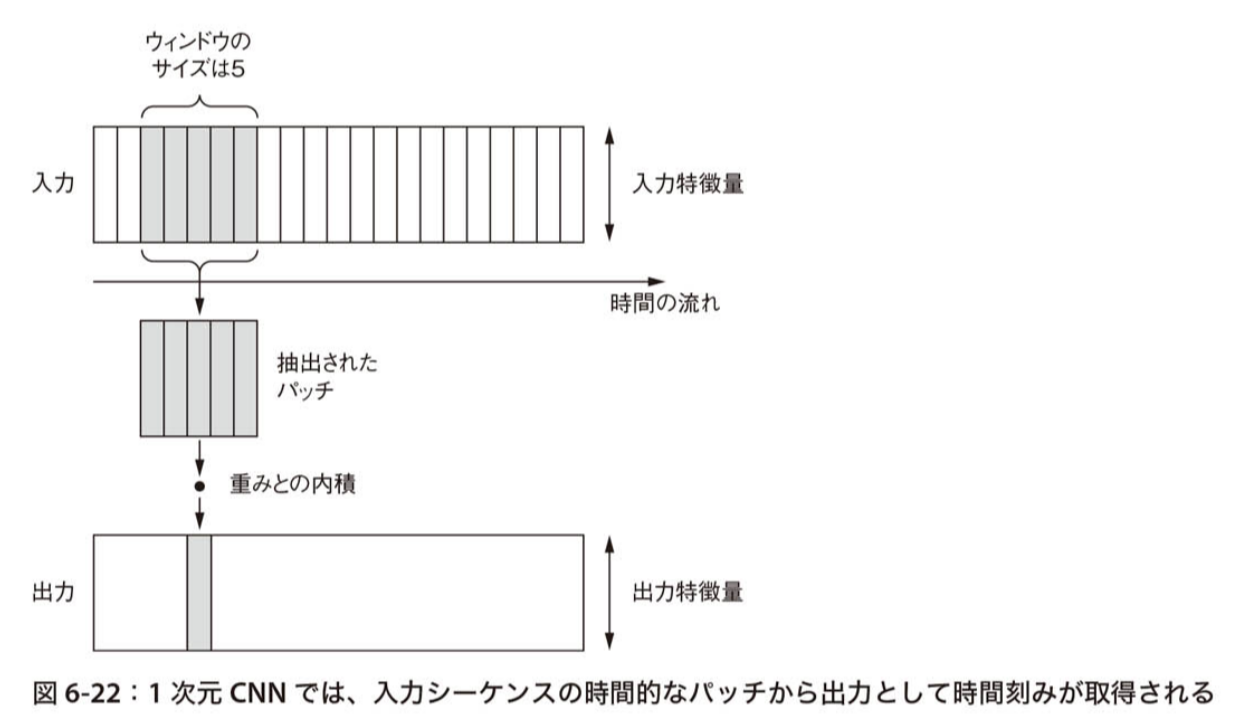 ウィンドウの
サイズは5
入力
入力特徴量
時間の流れ
抽出された
パッチ
重みとの内積
出力
出力特徴量
図 6-22：1 次元 CNN では、入力シーケンスの時間的なパッチから出力として時間刻みが取得される